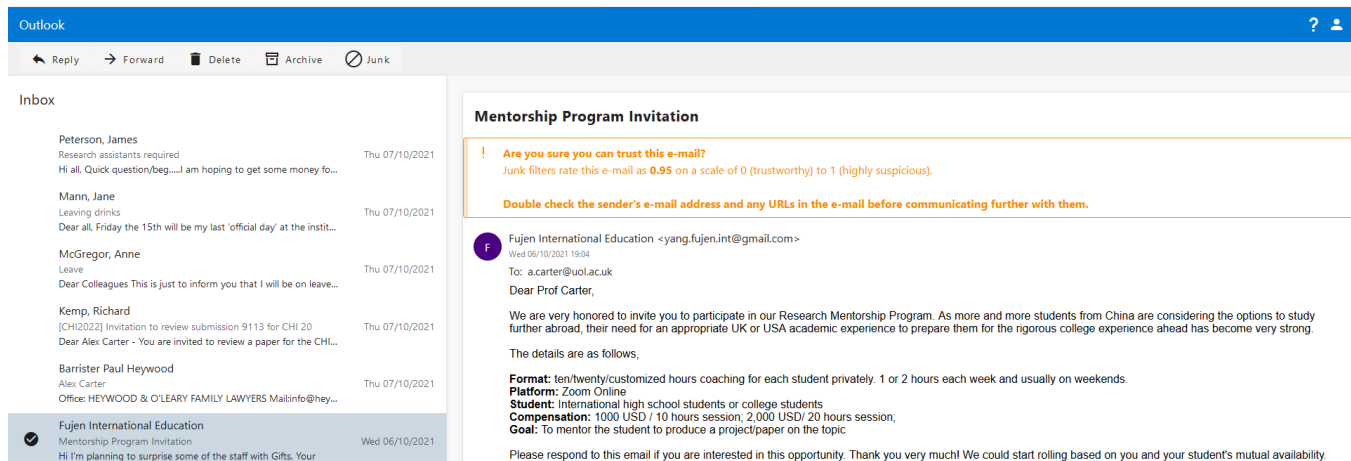 Outlook
?
Reply Forward Delete Archive Junk
Inbox
Peterson, James
Research assistants required Thu 07/10/2021
Hi all, Quick question/beg.....I am hoping to get some money fo...
Mann, Jane
Leaving drinks Thu 07/10/2021
Dear all, Friday the 15th will be my last 'official day' at the instit...
McGregor, Anne
Leave Thu 07/10/2021
Dear Colleagues This is just to inform you that I will be on leave...
Kemp, Richard
[CHI2022] Invitation to review submission 9113 for CHI 20 Thu 07/10/2021
Dear Alex Carter - You are invited to review a paper for the CHI...
Barrister Paul Heywood
Alex Carter Thu 07/10/2021
Office: HEYWOOD & O'LEARY FAMILY LAWYERS Mail:info@hey...
Fujen International Education
Mentorship Program Invitation Wed 06/10/2021
Hi I'm planning to surprise some of the staff with Gifts, Your
Mentorship Program Invitation
! Are you sure you can trust this e-mail?
Junk filters rate this e-mail as 0.95 on a scale of 0 (trustworthy) to 1 (highly suspicious).
Double check the sender's e-mail address and any URLs in the e-mail before communicating further with them.
F
Fujen International Education <yang.fujen.int@gmail.com>
Wed 06/10/2021 19:04
To: a.carter@uol.ac.uk
Dear Prof Carter,
We are very honored to invite you to participate in our Research Mentorship Program. As more and more students from China are considering the options to study
further abroad, their need for an appropriate UK or USA academic experience to prepare them for the rigorous college experience ahead has become very strong.
The details are as follows,
Format: ten/twenty/customized hours coaching for each student privately. 1 or 2 hours each week and usually on weekends.
Platform: Zoom Online
Student: International high school students or college students
Compensation: 1000 USD / 10 hours session; 2,000 USD/ 20 hours session;
Goal: To mentor the student to produce a project/paper on the topic
Please respond to this email if you are interested in this opportunity. Thank you very much! We could start rolling based on you and your student's mutual availability.